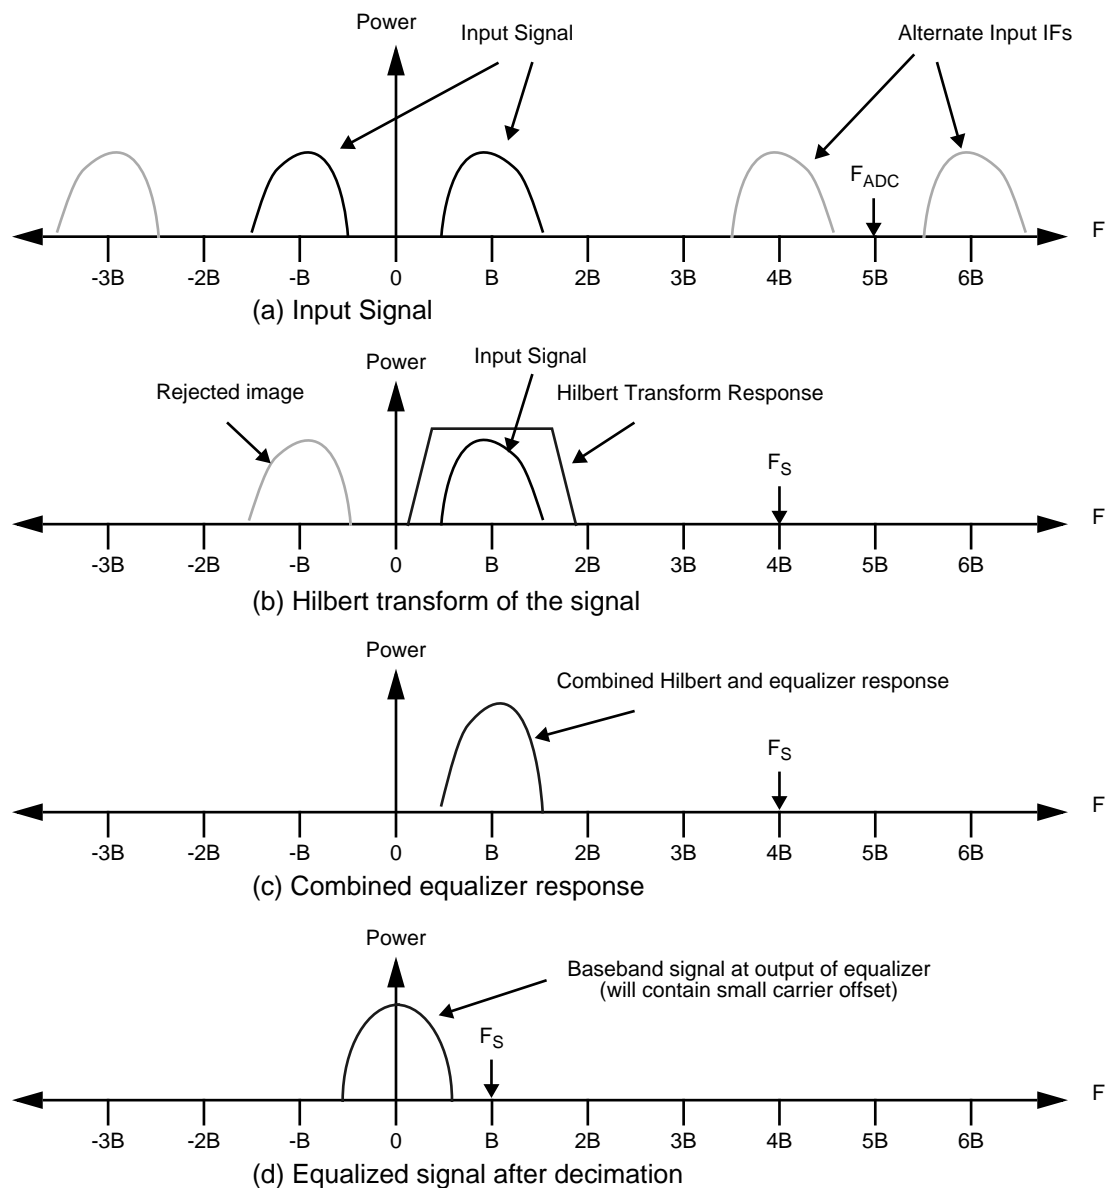 Power
Input Signal
Alternate Input IFs
FADC
F
-3B -2B -B 0 B 2B 3B 4B 5B 6B
(a) Input Signal
Power
Input Signal
Rejected image
Hilbert Transform Response
FS
F
-3B -2B -B 0 B 2B 3B 4B 5B 6B
(b) Hilbert transform of the signal
Power
Combined Hilbert and equalizer response
FS
F
-3B -2B -B 0 B 2B 3B 4B 5B 6B
(c) Combined equalizer response
Power
Baseband signal at output of equalizer
(will contain small carrier offset)
FS
F
-3B -2B -B 0 B 2B 3B 4B 5B 6B
(d) Equalized signal after decimation